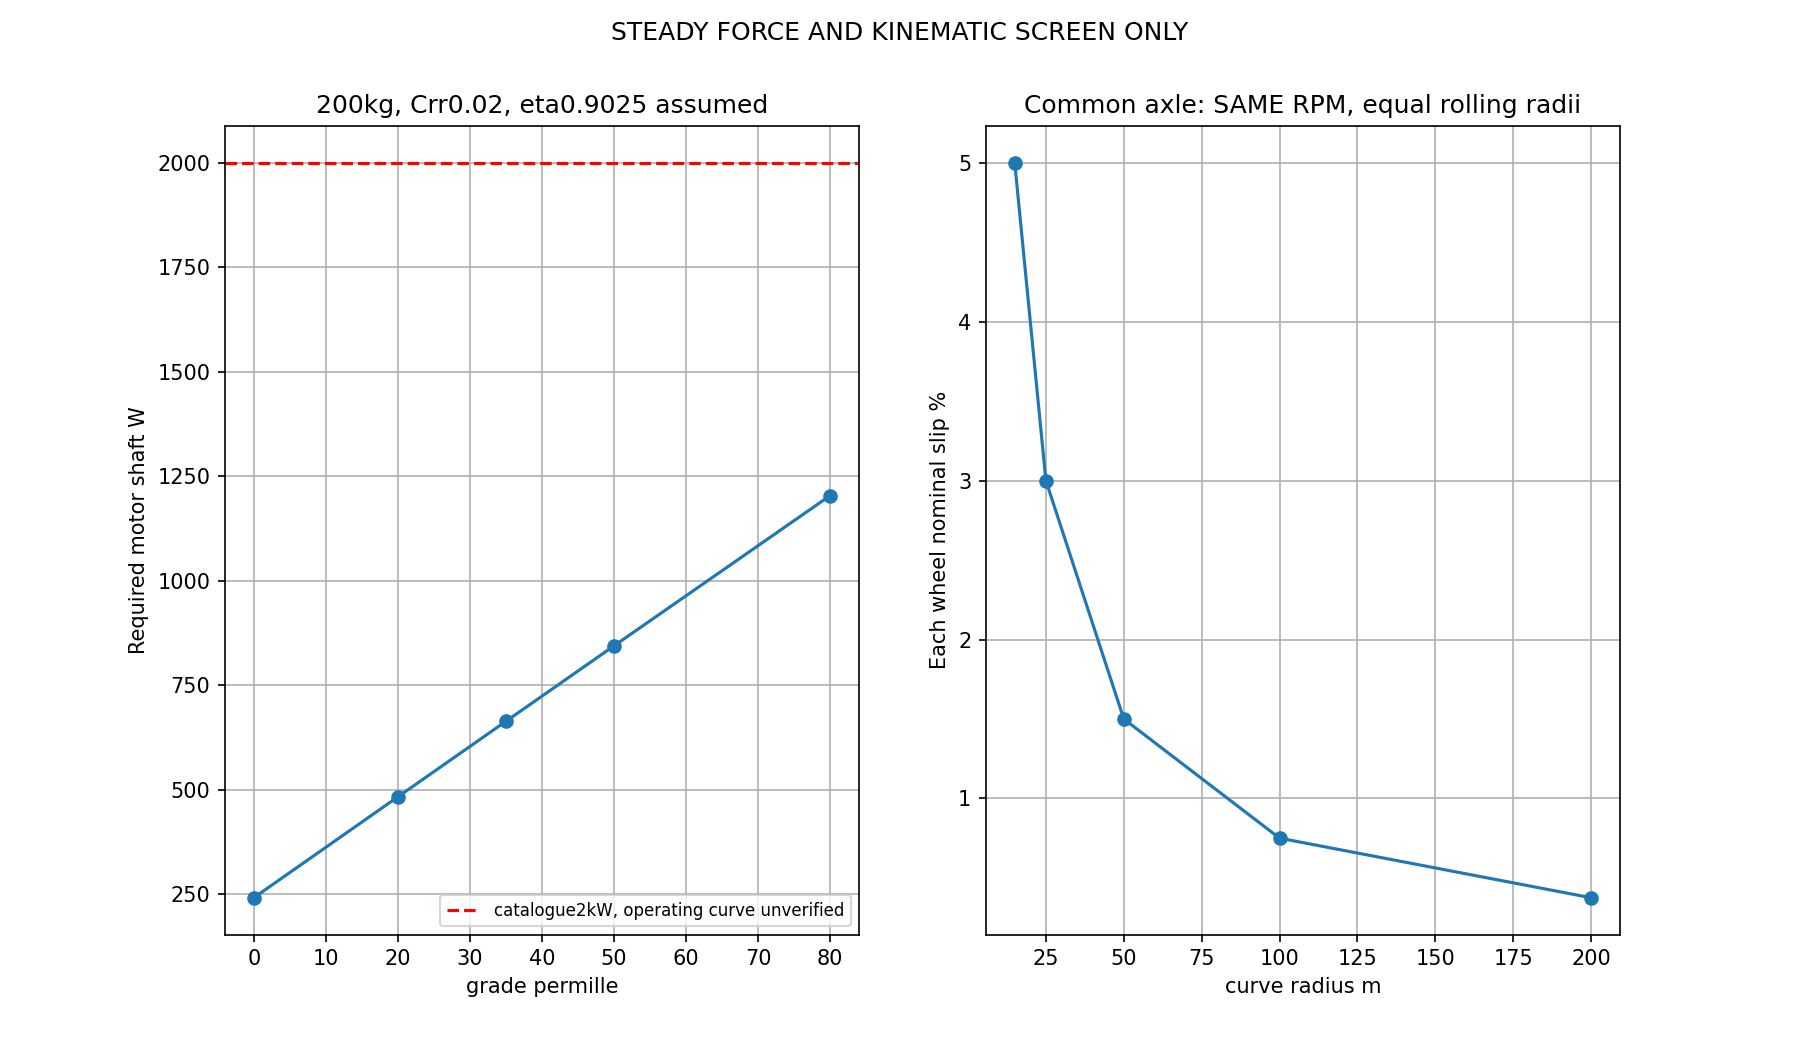 STEADY FORCE AND KINEMATIC SCREEN ONLY
200kg, Crr0.02, eta0.9025 assumed
Required motor shaft W
2000
1750
1500
1250
1000
750
500
250
catalogue2kW, operating curve unverified
0 10 20 30 40 50 60 70 80
grade permille
Common axle: SAME RPM, equal rolling radii
Each wheel nominal slip %
5
4
3
2
1
25 50 75 100 125 150 175 200
curve radius m